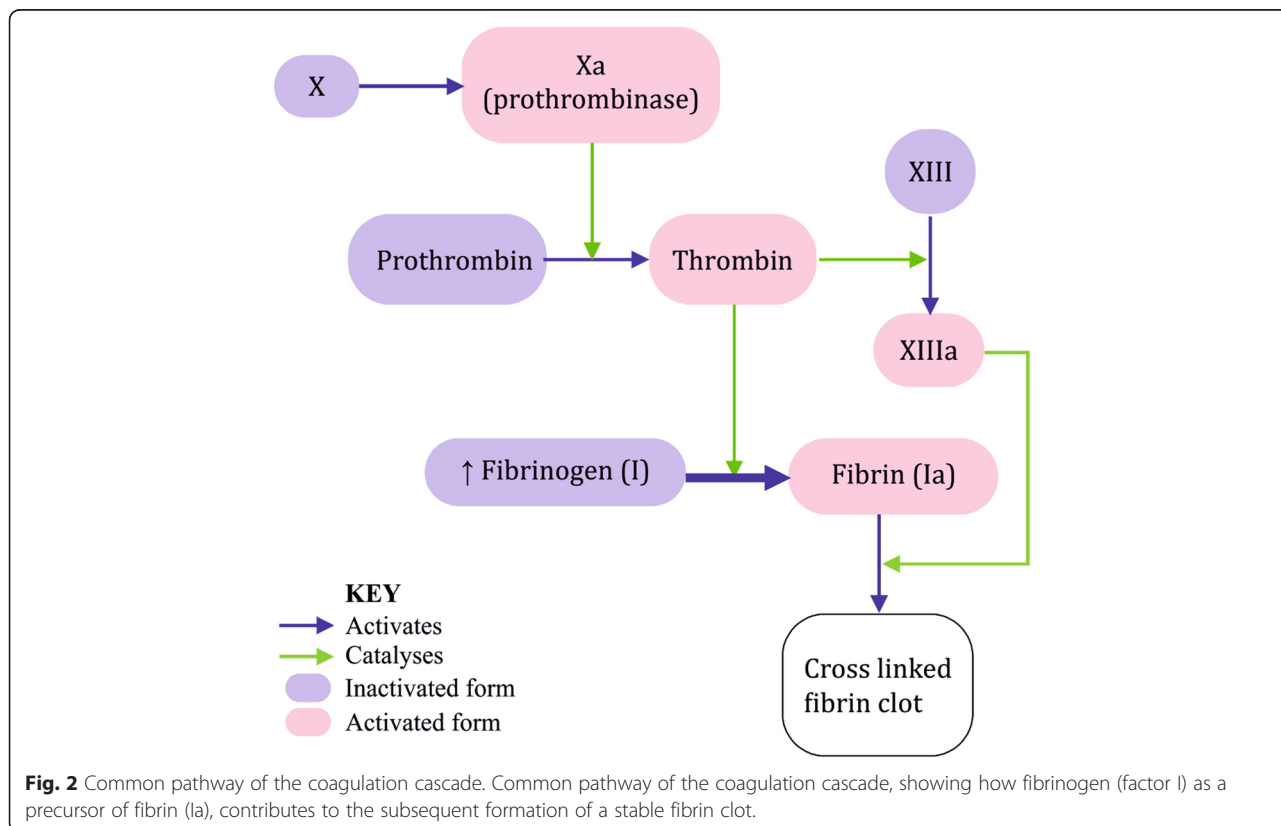 X
Xa
(prothrombinase)
XIII
Prothrombin
Thrombin
XIIIa
↑ Fibrinogen (I)
Fibrin (Ia)
KEY
Activates
Catalyses
Inactivated form
Activated form
Cross linked
fibrin clot
Fig. 2 Common pathway of the coagulation cascade. Common pathway of the coagulation cascade, showing how fibrinogen (factor I) as a
precursor of fibrin (Ia), contributes to the subsequent formation of a stable fibrin clot.